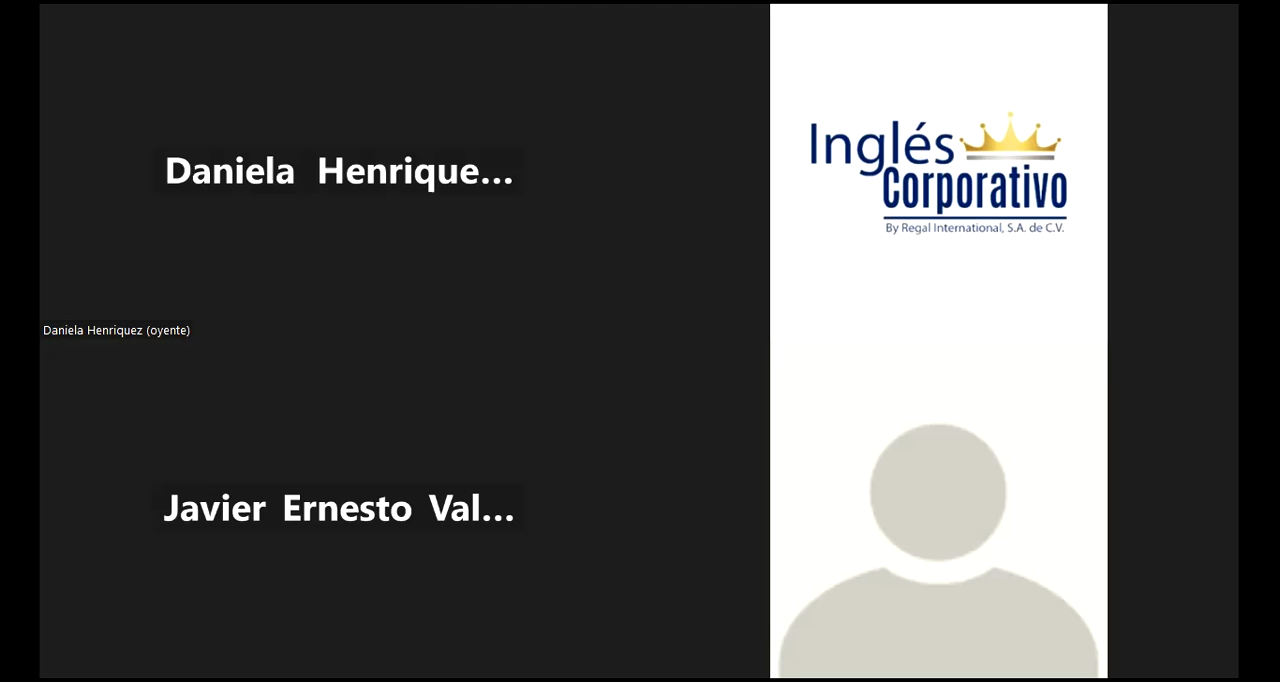 Daniela Henrique...
Inglés
Corporativo
By Regal International, S.A. de C.V.
Daniela Henriquez (oyente)
Javier Ernesto Val...